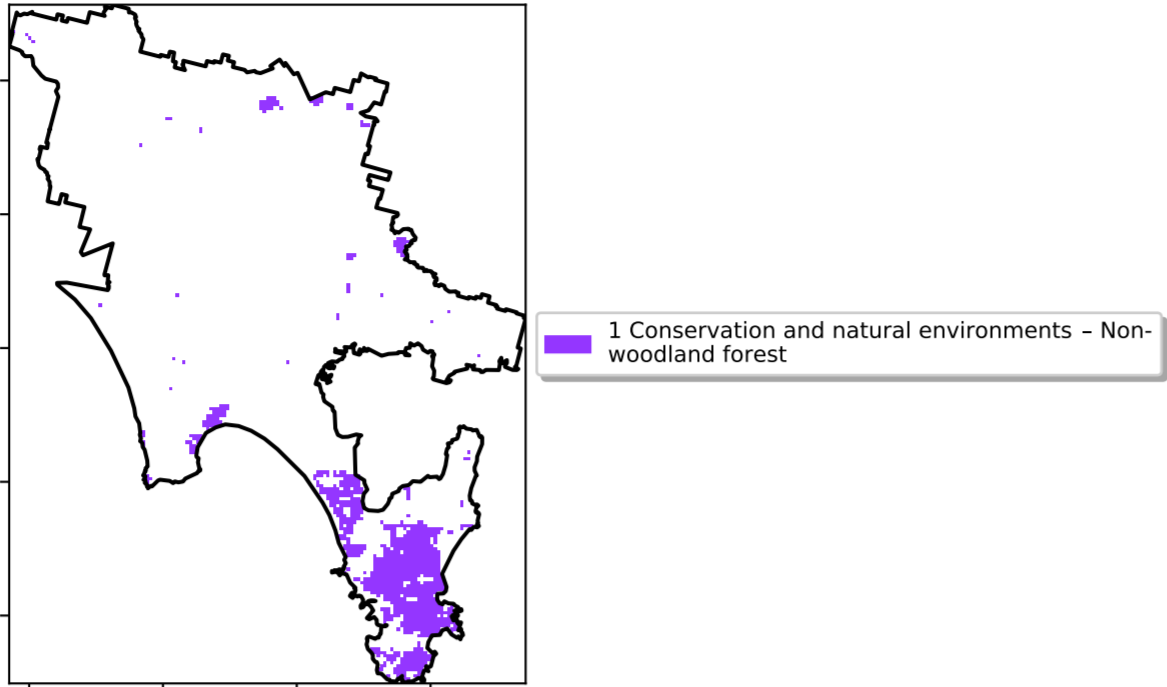 1 Conservation and natural environments – Non-
woodland forest